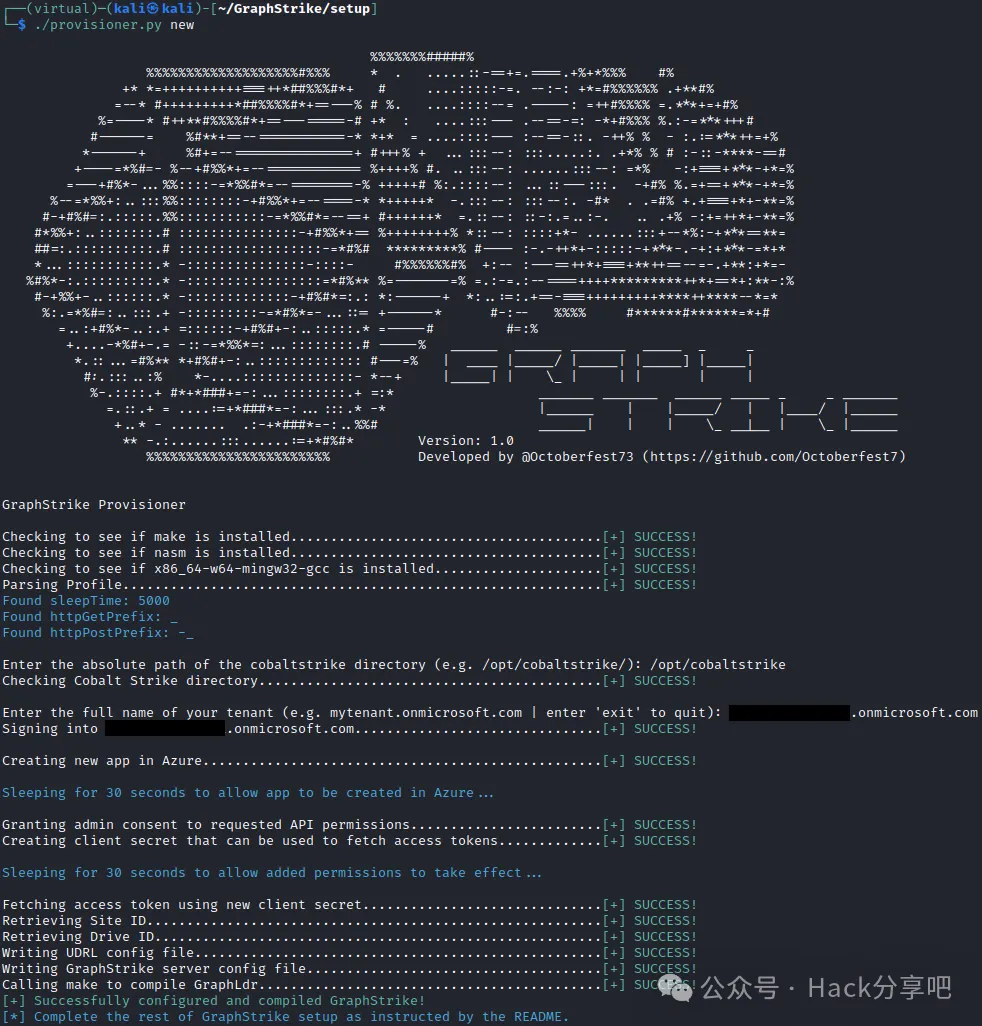 ┌──(virtual)─(kali㉿kali)-[~/GraphStrike/setup]
└─$ ./provisioner.py new
GRAPH
STRIKE
Version: 1.0
Developed by @Octoberfest73 (https://github.com/Octoberfest7)
GraphStrike Provisioner
Checking to see if make is installed.......................................[+] SUCCESS!
Checking to see if nasm is installed.......................................[+] SUCCESS!
Checking to see if x86_64-w64-mingw32-gcc is installed.....................[+] SUCCESS!
Parsing Profile............................................................[+] SUCCESS!
Found sleepTime: 5000
Found httpGetPrefix: _
Found httpPostPrefix: -_
Enter the absolute path of the cobaltstrike directory (e.g. /opt/cobaltstrike/): /opt/cobaltstrike
Checking Cobalt Strike directory...........................................[+] SUCCESS!
Enter the full name of your tenant (e.g. mytenant.onmicrosoft.com | enter 'exit' to quit): .onmicrosoft.com
Signing into .onmicrosoft.com...............................[+] SUCCESS!
Creating new app in Azure..................................................[+] SUCCESS!
Sleeping for 30 seconds to allow app to be created in Azure...
Granting admin consent to requested API permissions........................[+] SUCCESS!
Creating client secret that can be used to fetch access tokens.............[+] SUCCESS!
Sleeping for 30 seconds to allow added permissions to take effect...
Fetching access token using new client secret..............................[+] SUCCESS!
Retrieving Site ID.........................................................[+] SUCCESS!
Retrieving Drive ID........................................................[+] SUCCESS!
Writing UDRL config file...................................................[+] SUCCESS!
Writing GraphStrike server config file.....................................[+] SUCCESS!
Calling make to compile GraphLdr...........................................[+] SUCCESS!
[+] Successfully configured and compiled GraphStrike!
[*] Complete the rest of GraphStrike setup as instructed by the README.
公众号 · Hack分享吧